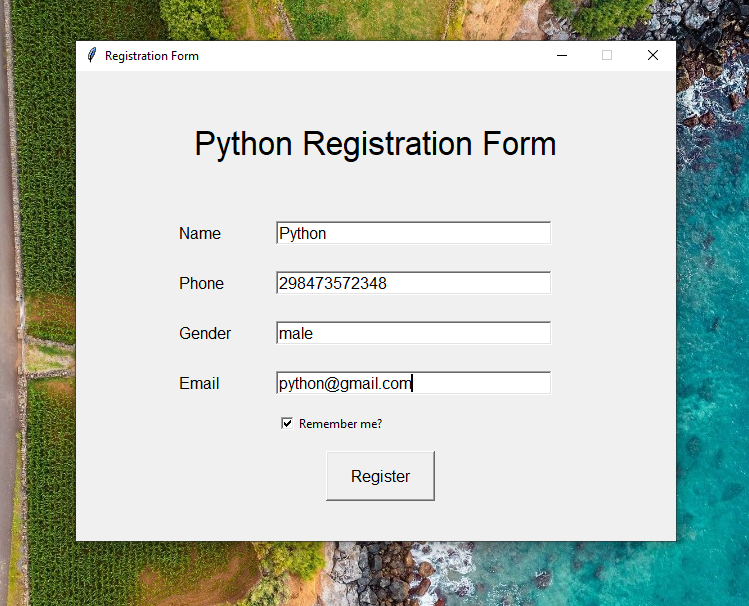 Registration Form
Python Registration Form
Name Python
Phone 298473572348
Gender male
Email python@gmail.com
Remember me?
Register